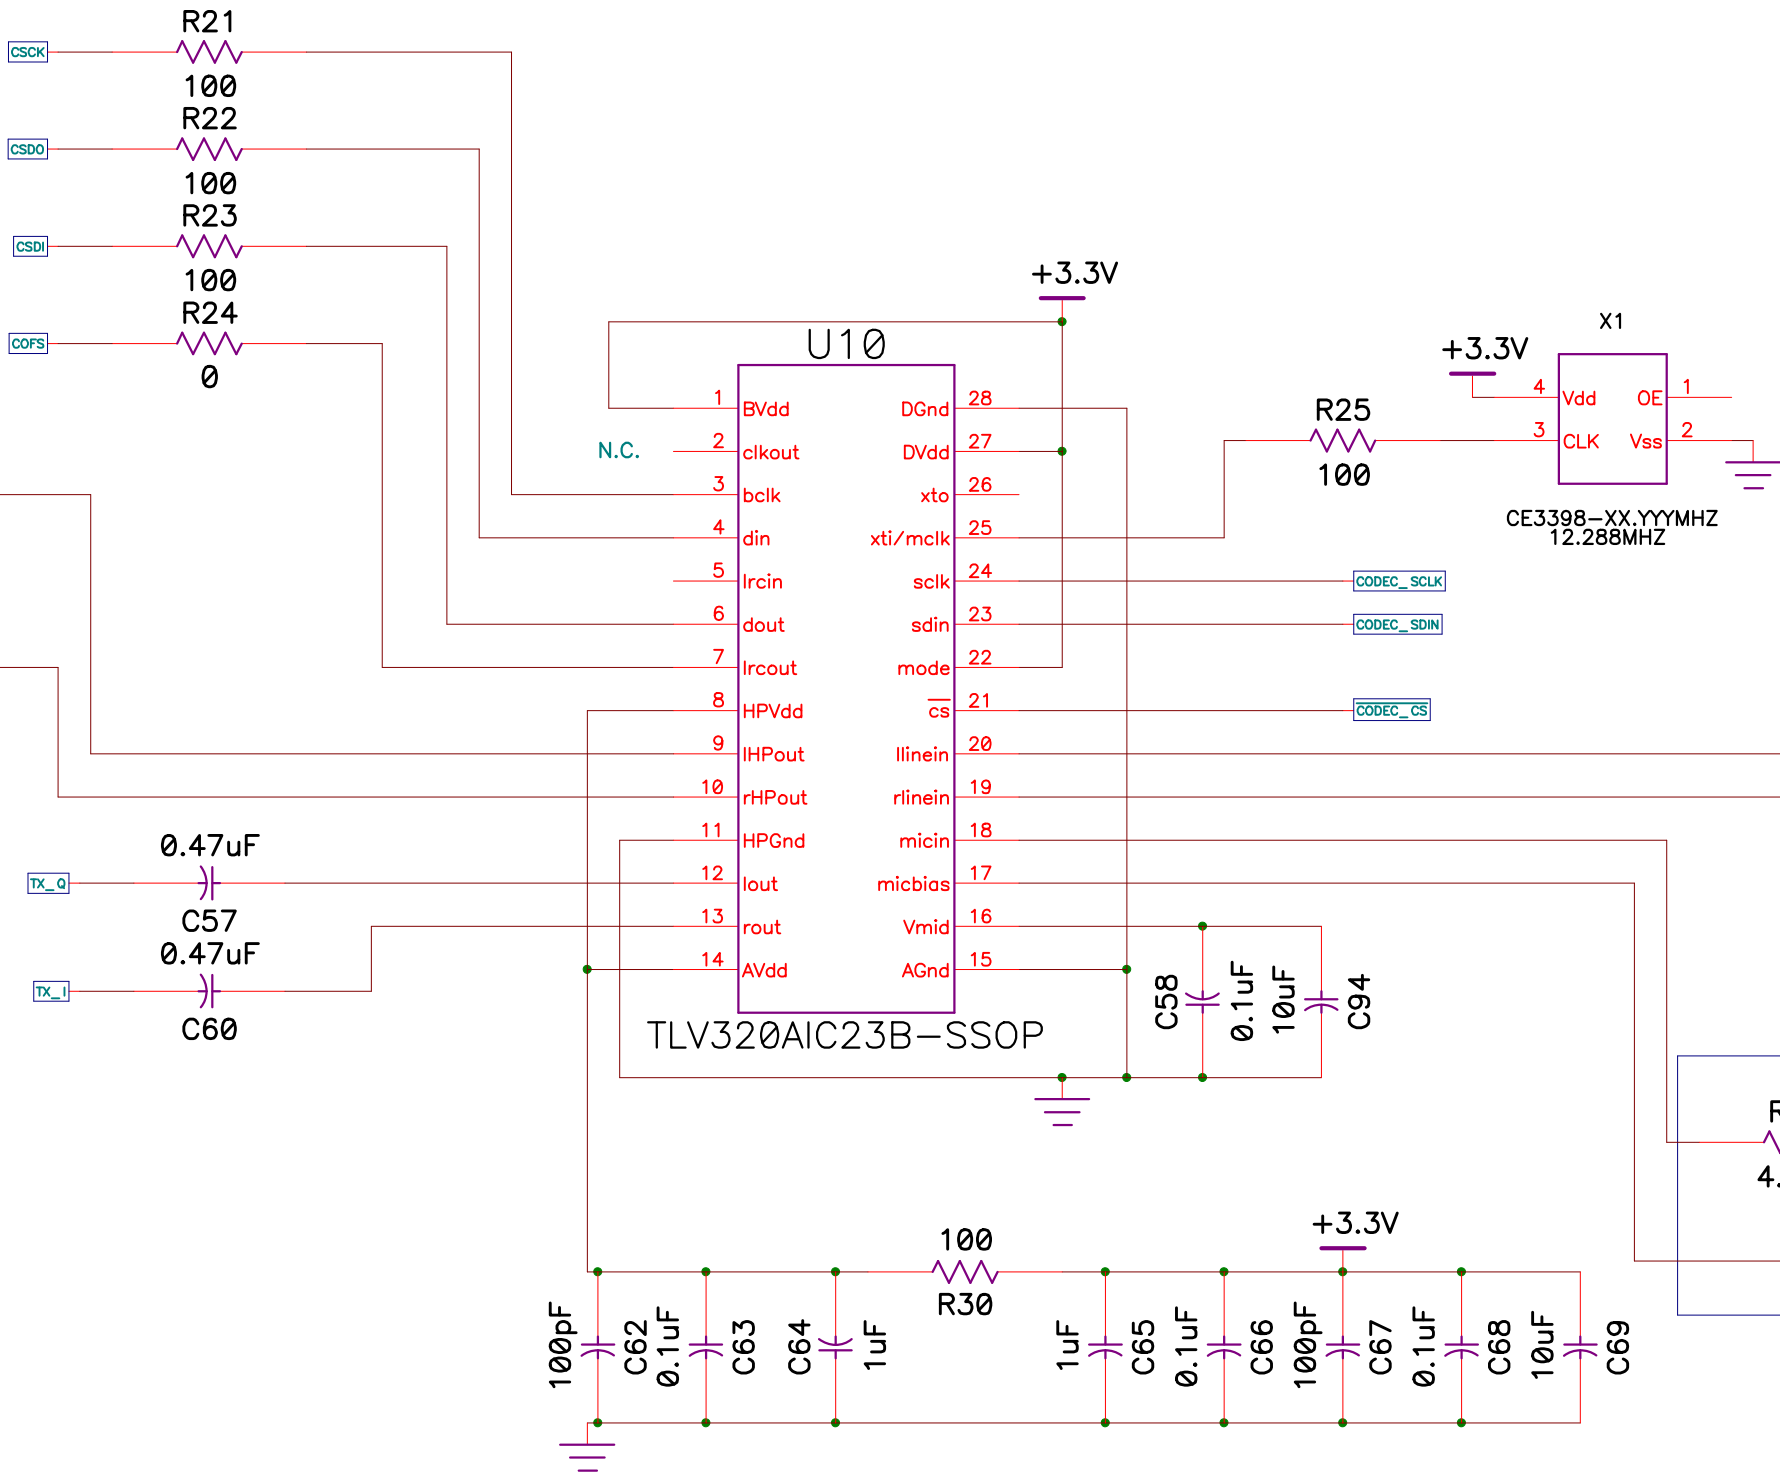 R21
CSCK
100
R22
CSDO
100
R23
CSDI
100
R24
COFS
0
+3.3V
U10
1 BVdd DGnd 28
N.C. 2 clkout DVdd 27
3 bclk xto 26
4 din xti/mclk 25
5 lrcin sclk 24
6 dout sdin 23
7 lrcout mode 22
8 HPVdd cs 21
9 lHPout llinein 20
10 rHPout rlinein 19
11 HPGnd micin 18
12 lout micbias 17
13 rout Vmid 16
14 AVdd AGnd 15
TLV320AIC23B-SSOP
X1
+3.3V
4 Vdd OE 1
3 CLK Vss 2
R25
100
CE3398-XX.YYYMHZ
12.288MHZ
CODEC_SCLK
CODEC_SDIN
CODEC_CS
0.47uF
TX_Q
C57
0.47uF
TX_I
C60
C58
0.1uF
10uF
C94
R
4.
100
R30
+3.3V
100pF
C62
0.1uF
C63
C64
1uF
1uF
C65
0.1uF
C66
100pF
C67
0.1uF
C68
10uF
C69